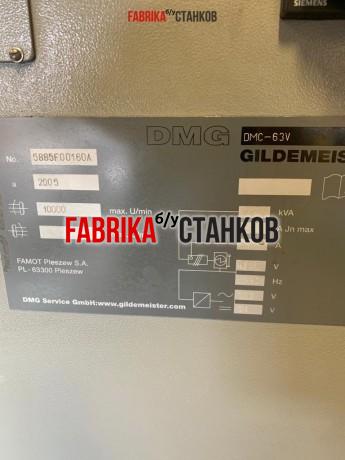 FABRIKA б/у СТАНКОВ
SIEMENS
DMG DMC-63V
No. 5885F00160A GILDEMEIS
a 2005
10000 max. U/min kVA
A Jn max
FABRIKA б/у СТАНКОВ
A
FAMOT Pleszew S.A. V
PL-63300 Pleszew Hz
V
DMG Service GmbH:www.gildemeister.com V